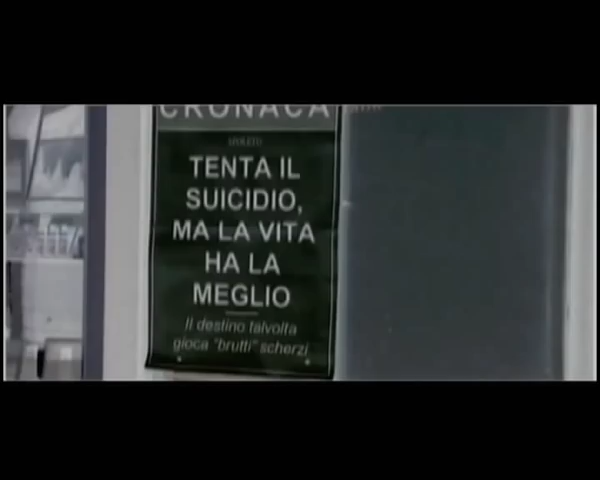 CRONACA
TENTA IL
SUICIDIO,
MA LA VITA
HA LA
MEGLIO
Il destino talvolta
gioca "brutti" scherzi